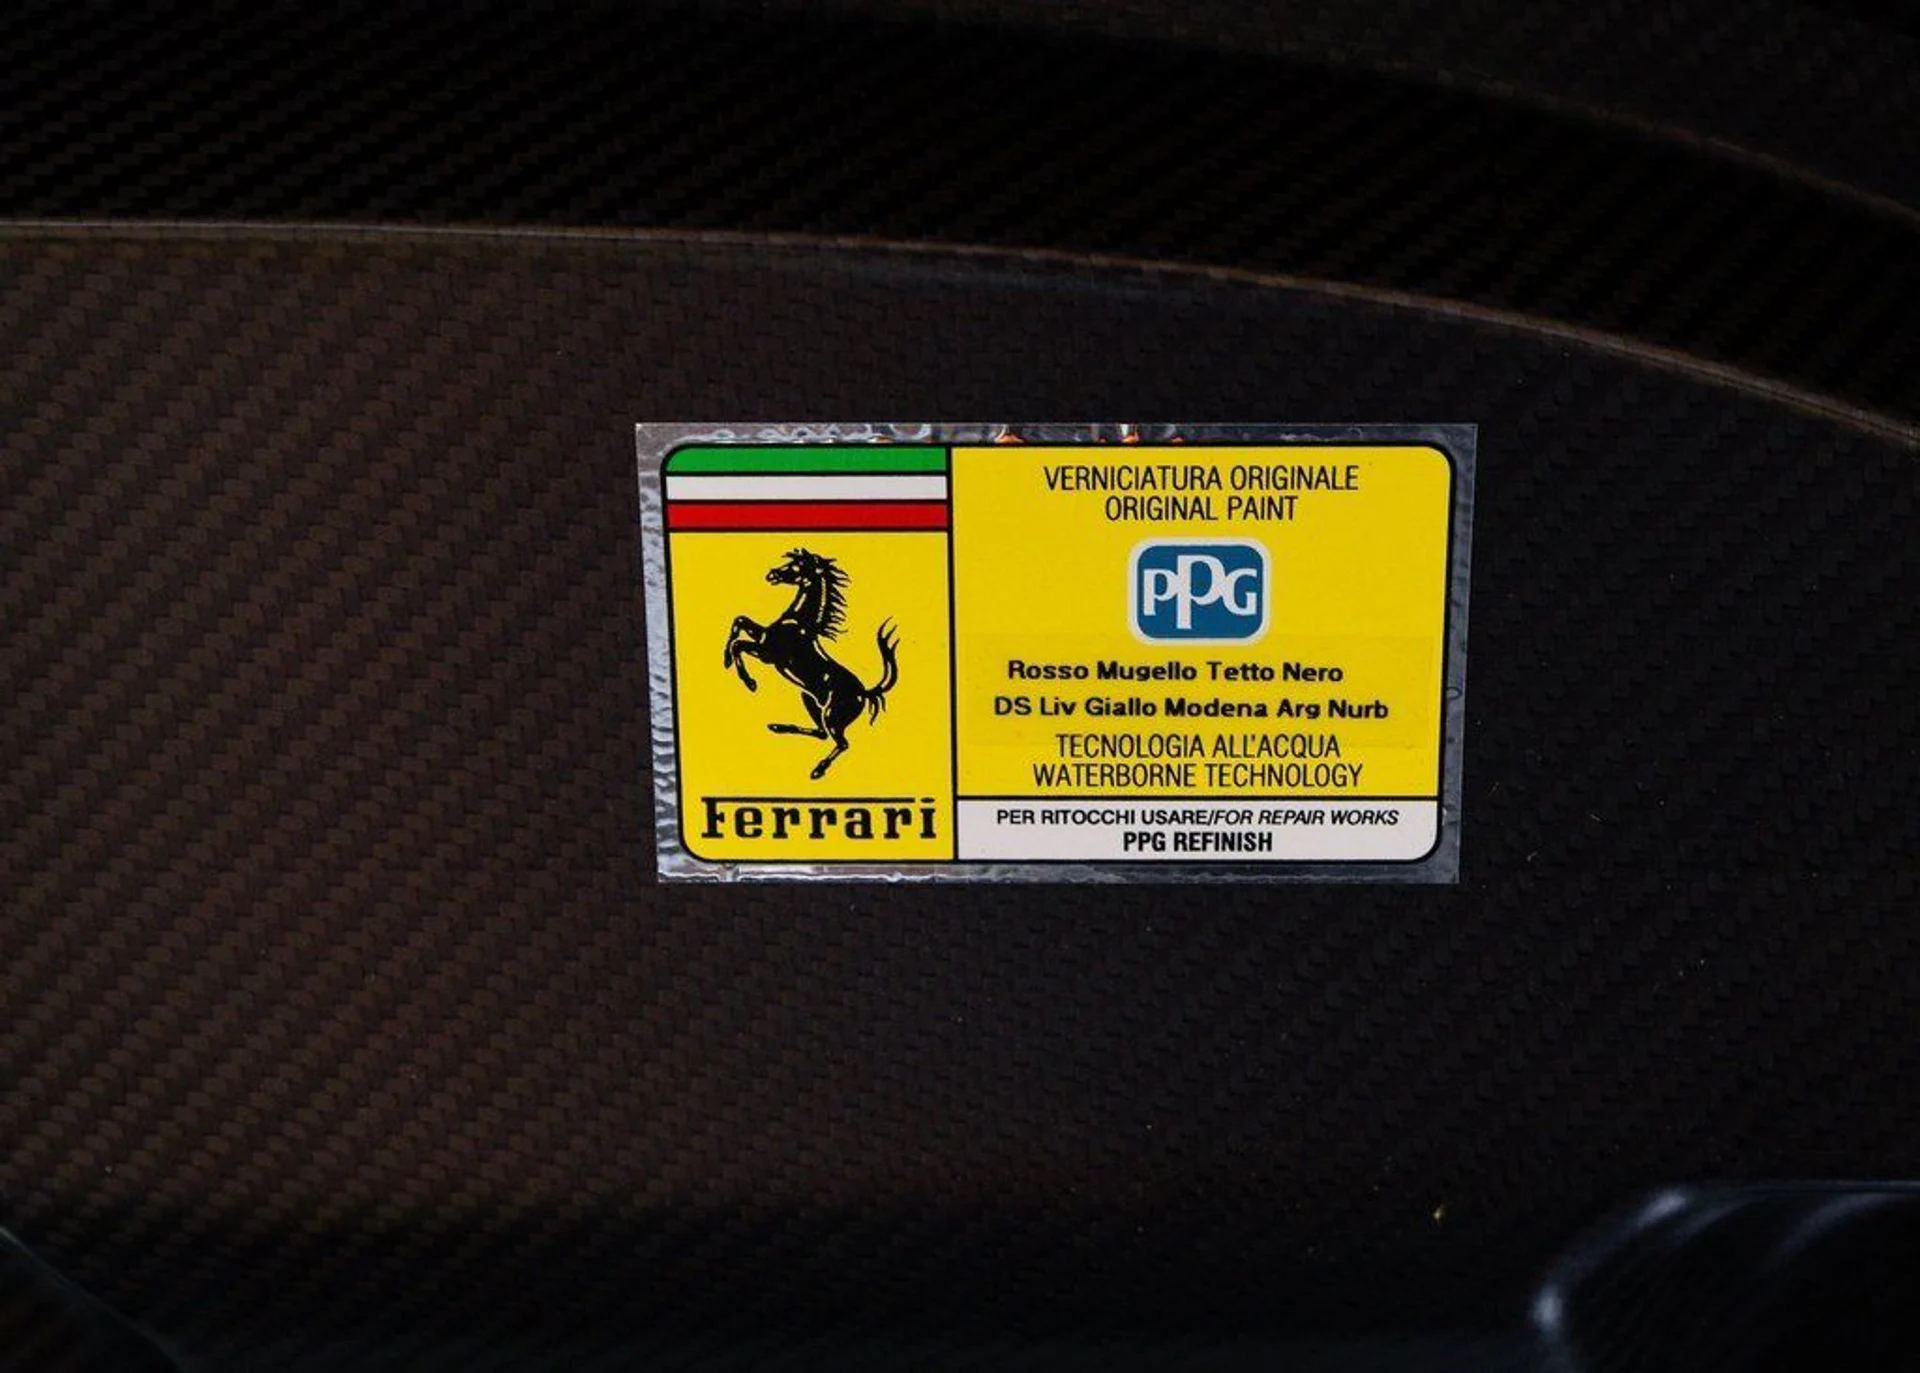 Ferrari
VERNICIATURA ORIGINALE
ORIGINAL PAINT
PPG
Rosso Mugello Tetto Nero
DS Liv Giallo Modena Arg Nurb
TECNOLOGIA ALL'ACQUA
WATERBORNE TECHNOLOGY
PER RITOCCHI USARE/FOR REPAIR WORKS
PPG REFINISH